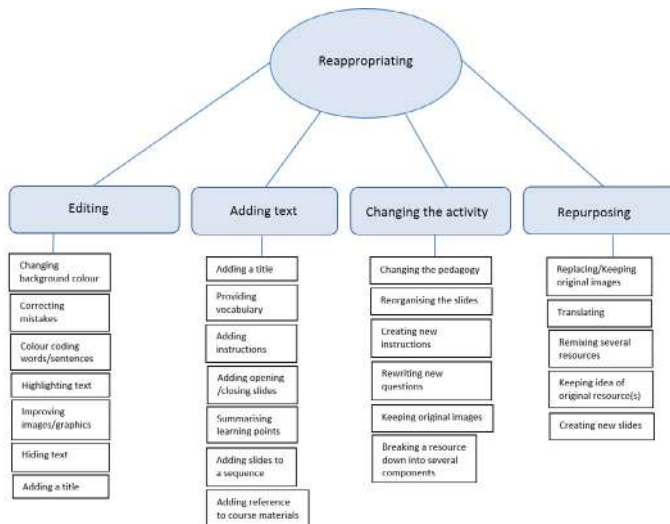 Reappropriating
Editing
Changing
background colour
Correcting
mistakes
Colour coding
words/sentences
Highlighting text
Improving
images/graphics
Hiding text
Adding a title
Adding text
Adding a title
Providing
vocabulary
Adding
instructions
Adding opening
/closing slides
Summarising
learning points
Adding slides to
a sequence
Adding reference
to course materials
Changing the activity
Changing the pedagogy
Reorganising the slides
Creating new
instructions
Rewriting new
questions
Keeping original images
Breaking a resource
down into several
components
Repurposing
Replacing/Keeping
original images
Translating
Remixing several
resources
Keeping idea of
original resource(s)
Creating new slides